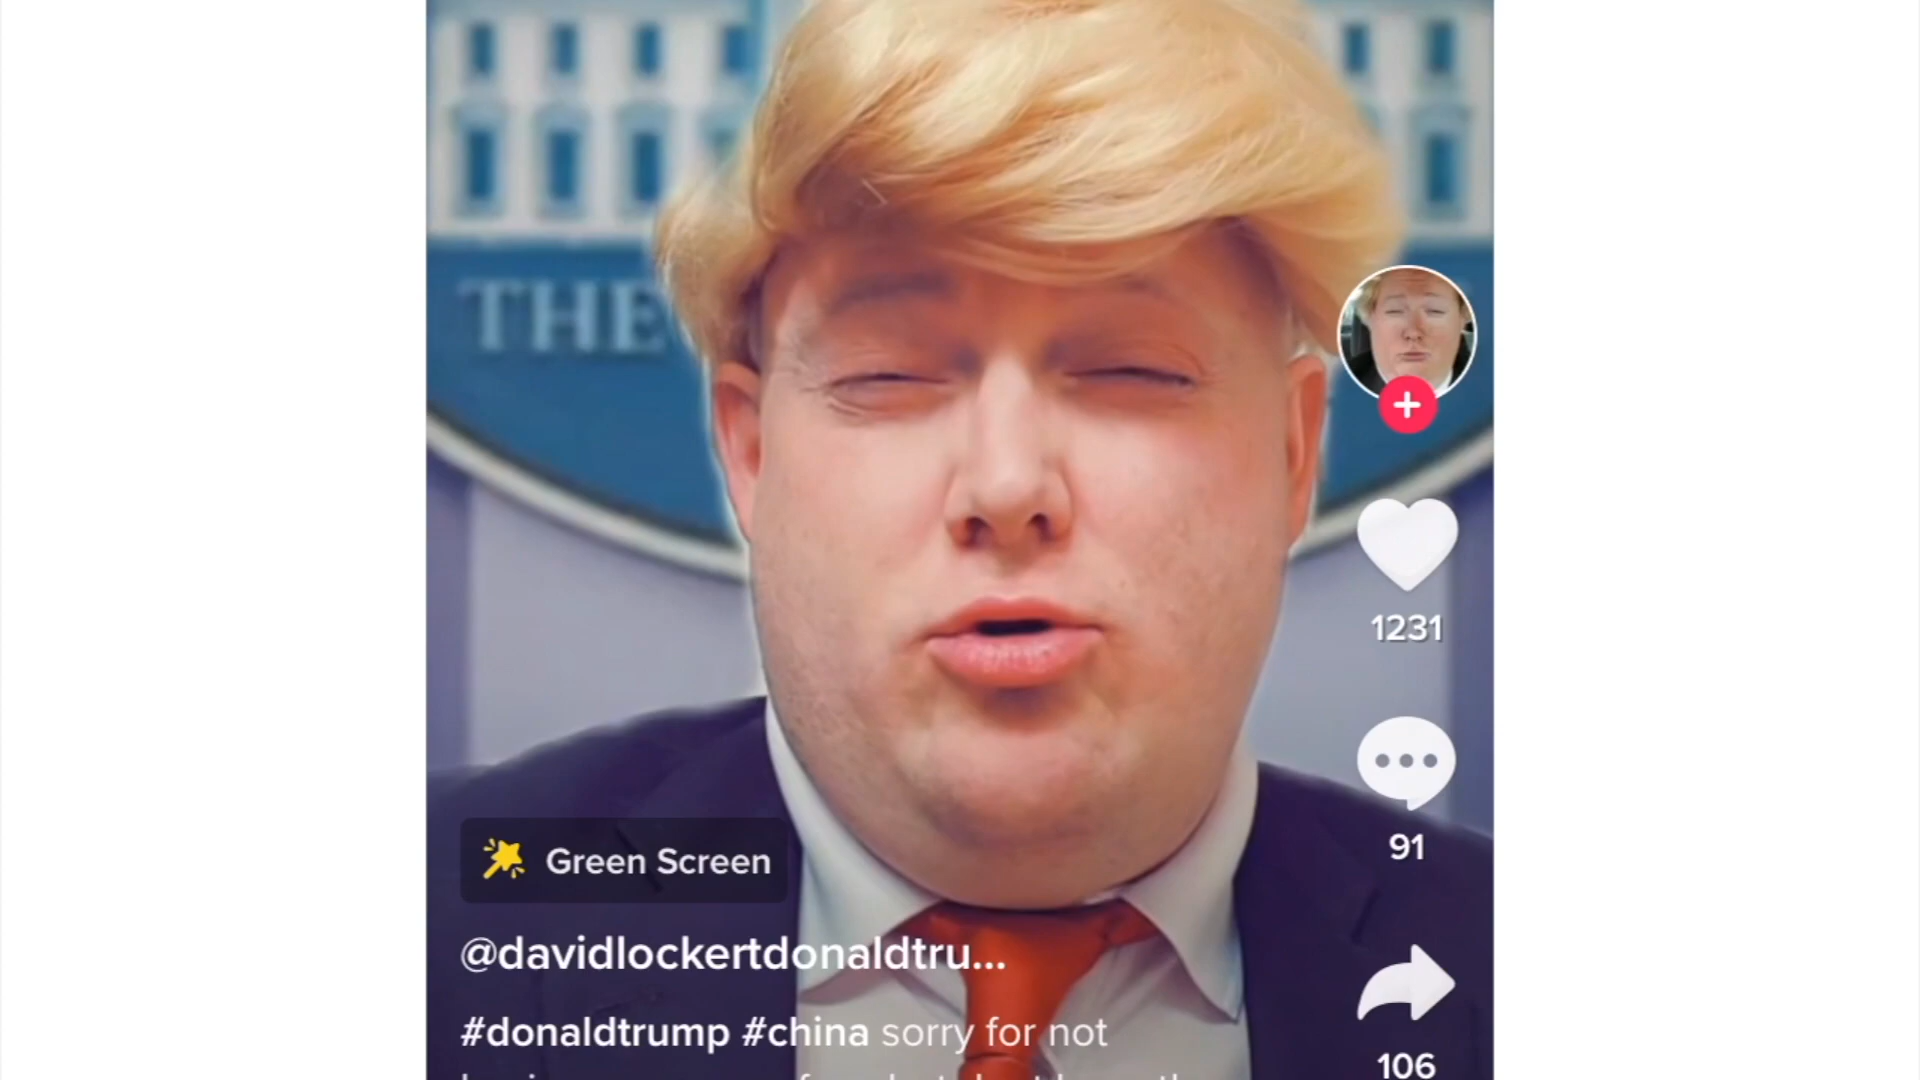 THE
1231
91
Green Screen
@davidlockertdonaldtru...
#donaldtrump #china sorry for not
106